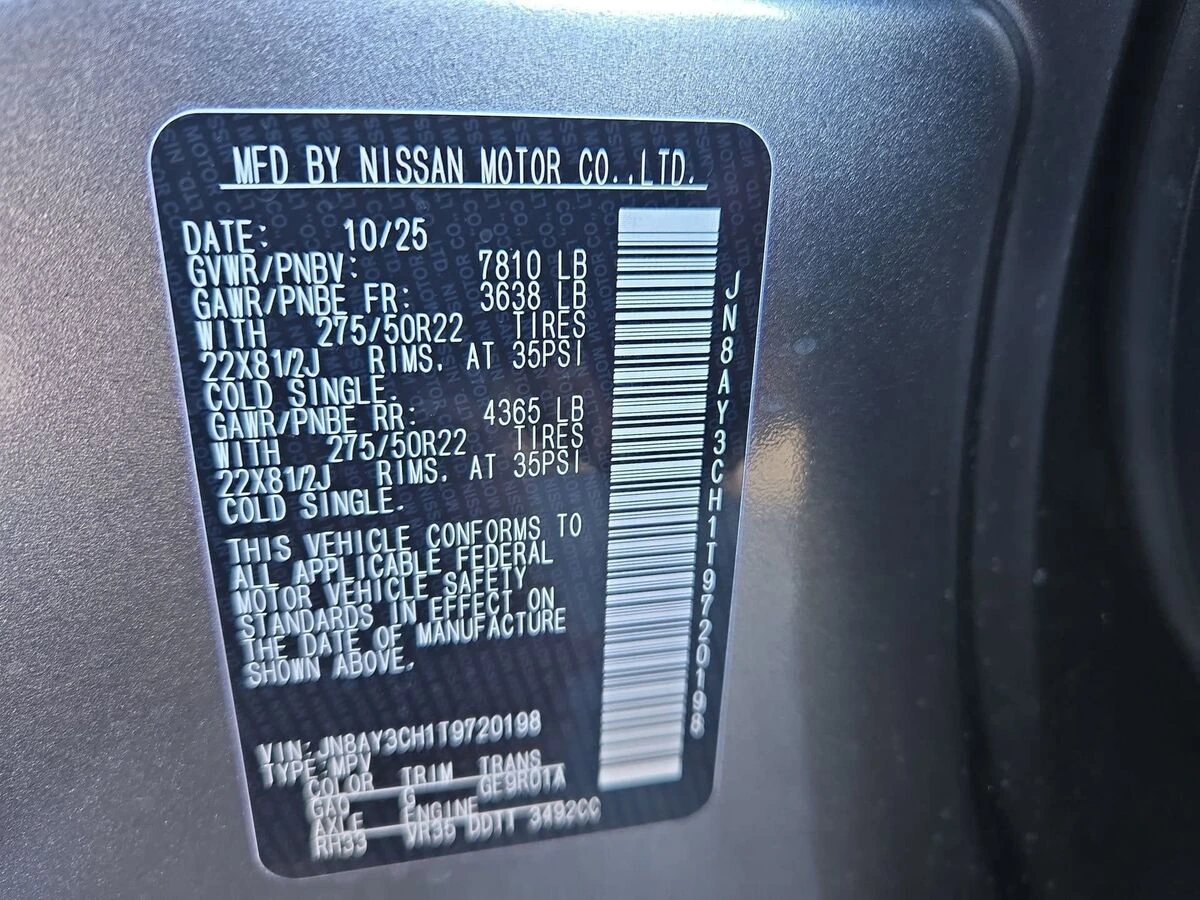 MFD BY NISSAN MOTOR CO.,LTD.
DATE: 10/25
GVWR/PNBV: 7810 LB
GAWR/PNBE FR: 3638 LB
WITH 275/50R22 TIRES
22X81/2J RIMS, AT 35PSI
COLD SINGLE.
GAWR/PNBE RR: 4365 LB
WITH 275/50R22 TIRES
22X81/2J RIMS, AT 35PSI
COLD SINGLE.
THIS VEHICLE CONFORMS TO
ALL APPLICABLE FEDERAL
MOTOR VEHICLE SAFETY
STANDARDS IN EFFECT ON
THE DATE OF MANUFACTURE
SHOWN ABOVE.
VIN:JN8AY3CH1T9720198
TYPE:MPV
COLOR TRIM TRANS
GAO G GE9R01A
AXLE ENGINE
RH33 VR35 DDTT 3492CC
JN8AY3CH1T9720198